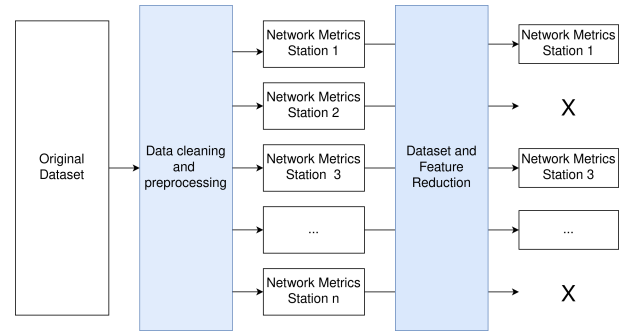 Original
Dataset
Data cleaning
and
preprocessing
Network Metrics
Station 1
Network Metrics
Station 2
Network Metrics
Station 3
...
Network Metrics
Station n
Dataset and
Feature
Reduction
Network Metrics
Station 1
X
Network Metrics
Station 3
...
X